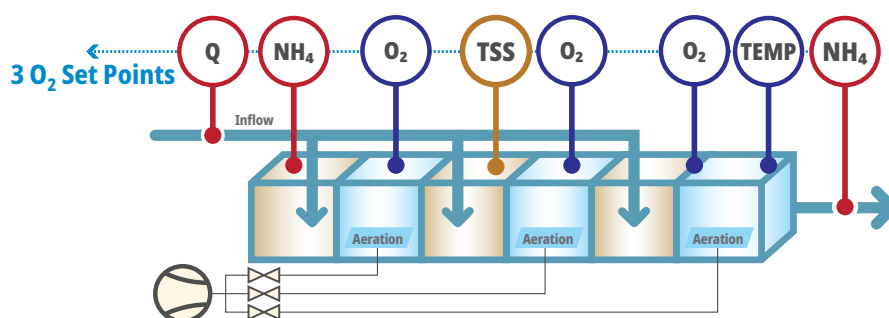 Q NH₄ O₂ TSS O₂ O₂ TEMP NH₄
3 O₂ Set Points
Inflow
Aeration Aeration Aeration